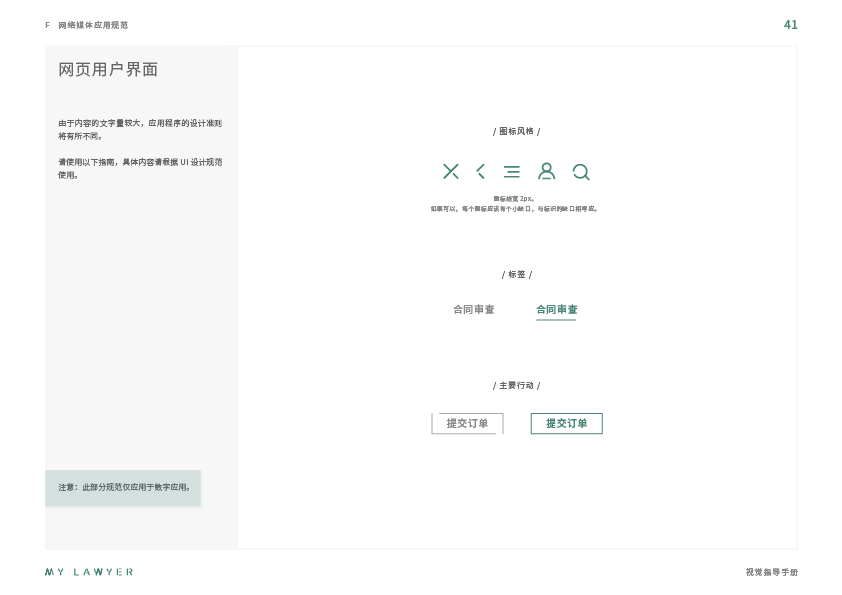 F 网络媒体应用规范
41
网页用户界面
由于内容的文字量较大，应用程序的设计准则
将有所不同。
请使用以下指南，具体内容请根据 UI 设计规范
使用。
/ 图标风格 /
图标线宽 2px。
如果可以，每个图标应该有个小缺口，与标识的缺口相呼应。
/ 标签 /
合同审查 合同审查
/ 主要行动 /
提交订单 提交订单
注意：此部分规范仅应用于数字应用。
MY LAWYER
视觉指导手册